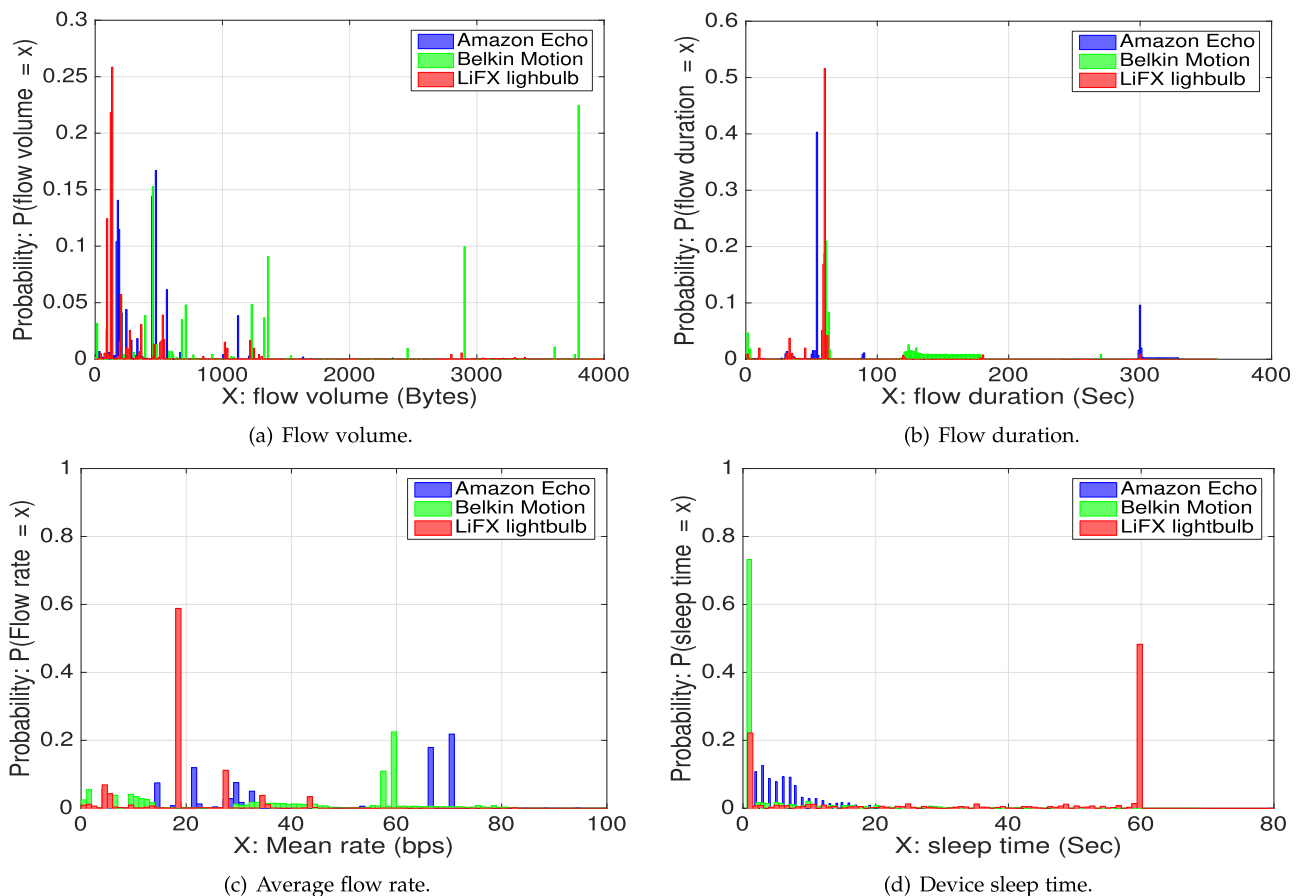 0.3
0.25
0.2
0.15
0.1
0.05
0
Probability: P(flow volume = x)
Amazon Echo
Belkin Motion
LiFX lighbulb
0 1000 2000 3000 4000
X: flow volume (Bytes)
(a) Flow volume.
0.6
0.5
0.4
0.3
0.2
0.1
0
Probability: P(flow duration = x)
Amazon Echo
Belkin Motion
LiFX lighbulb
0 100 200 300 400
X: flow duration (Sec)
(b) Flow duration.
1
0.8
0.6
0.4
0.2
0
Probability: P(Flow rate = x)
Amazon Echo
Belkin Motion
LiFX lightbulb
0 20 40 60 80 100
X: Mean rate (bps)
(c) Average flow rate.
1
0.8
0.6
0.4
0.2
0
Probability: P(sleep time = x)
Amazon Echo
Belkin Motion
LiFX lightbulb
0 20 40 60 80
X: sleep time (Sec)
(d) Device sleep time.